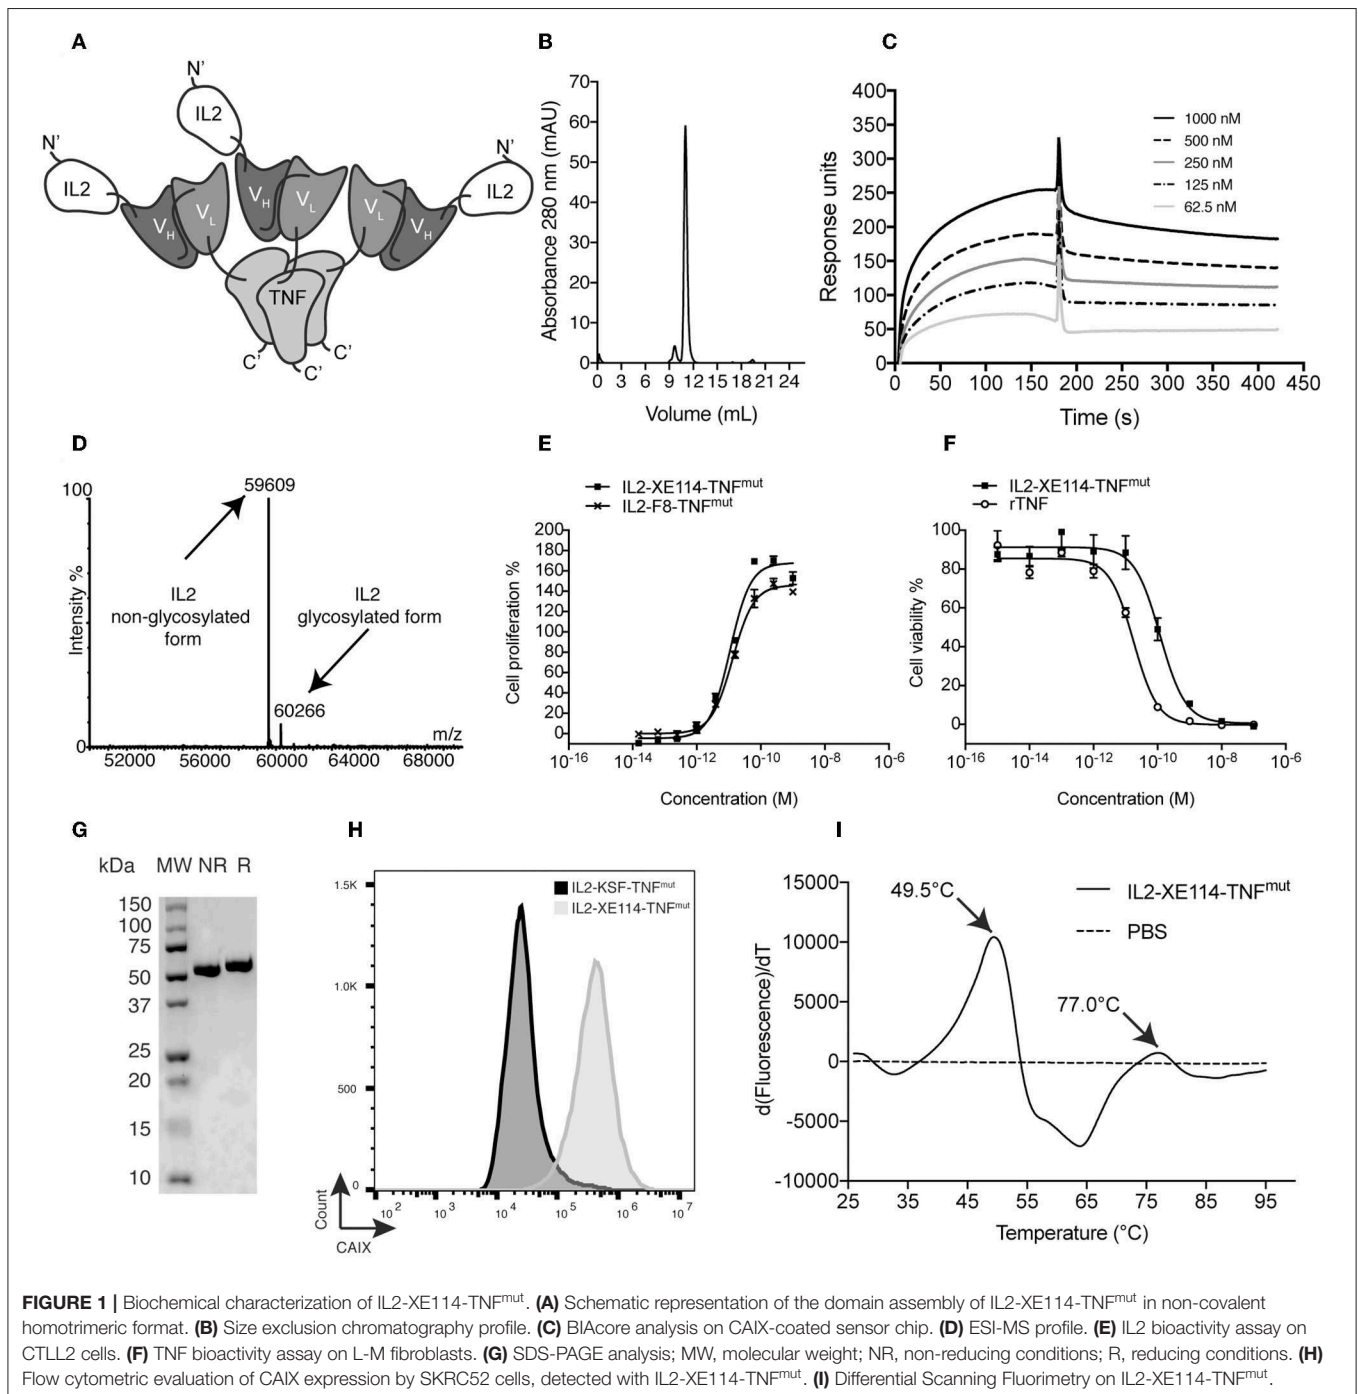 A
N'
IL2
N'
IL2
N'
IL2
VH
VL
VH
VL
VL
VH
TNF
C'
C'
C'
B
Absorbance 280 nm (mAU)
70
60
50
40
30
20
10
0
0 3 6 9 12 15 18 21 24
Volume (mL)
C
Response units
400
350
300
250
200
150
100
50
0
0 50 100 150 200 250 300 350 400 450
Time (s)
1000 nM
500 nM
250 nM
125 nM
62.5 nM
D
Intensity %
100
0
59609
IL2
non-glycosylated
form
IL2
glycosylated form
60266
m/z
52000 56000 60000 64000 68000
E
IL2-XE114-TNFmut
IL2-F8-TNFmut
Cell proliferation %
200
180
160
140
120
100
80
60
40
20
0
10-16 10-14 10-12 10-10 10-8 10-6
Concentration (M)
F
IL2-XE114-TNFmut
rTNF
Cell viability %
100
80
60
40
20
0
10-16 10-14 10-12 10-10 10-8 10-6
Concentration (M)
G
kDa MW NR R
150
100
75
50
37
25
20
15
10
H
IL2-KSF-TNFmut
IL2-XE114-TNFmut
1.5K
1.0K
500
0
10 2 10 3 10 4 10 5 10 6 10 7
Count
CAIX
I
49.5°C
77.0°C
IL2-XE114-TNFmut
PBS
d(Fluorescence)/dT
15000
10000
5000
0
-5000
-10000
25 35 45 55 65 75 85 95
Temperature (°C)
FIGURE 1 | Biochemical characterization of IL2-XE114-TNFmut. (A) Schematic representation of the domain assembly of IL2-XE114-TNFmut in non-covalent
homotrimeric format. (B) Size exclusion chromatography profile. (C) BIAcore analysis on CAIX-coated sensor chip. (D) ESI-MS profile. (E) IL2 bioactivity assay on
CTLL2 cells. (F) TNF bioactivity assay on L-M fibroblasts. (G) SDS-PAGE analysis; MW, molecular weight; NR, non-reducing conditions; R, reducing conditions. (H)
Flow cytometric evaluation of CAIX expression by SKRC52 cells, detected with IL2-XE114-TNFmut. (I) Differential Scanning Fluorimetry on IL2-XE114-TNFmut.